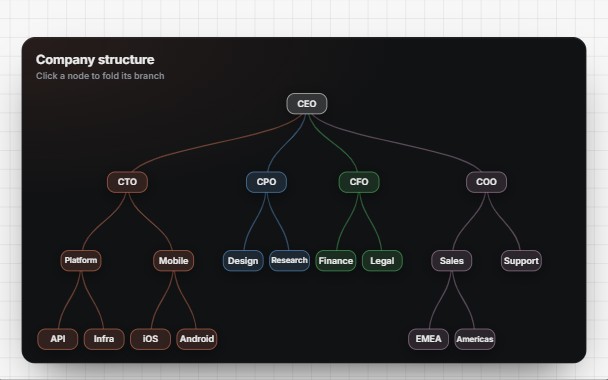 Company structure
Click a node to fold its branch
CEO
CTO
CPO
CFO
COO
Platform
Mobile
Design
Research
Finance
Legal
Sales
Support
API
Infra
iOS
Android
EMEA
Americas